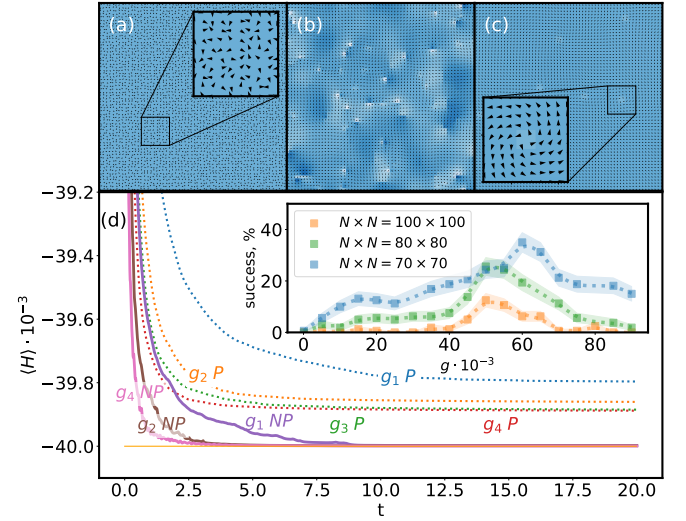 (a)
(b)
(c)
(d)
−39.2
−39.4
−39.6
−39.8
−40.0
⟨H⟩ · 10⁻³
0.0 2.5 5.0 7.5 10.0 12.5 15.0 17.5 20.0
t
success, %
40
20
0
0 20 40 60 80
g · 10⁻³
N × N = 100 × 100
N × N = 80 × 80
N × N = 70 × 70
g₂ P
g₁ P
g₄ NP
g₂ NP
g₁ NP
g₃ P
g₄ P